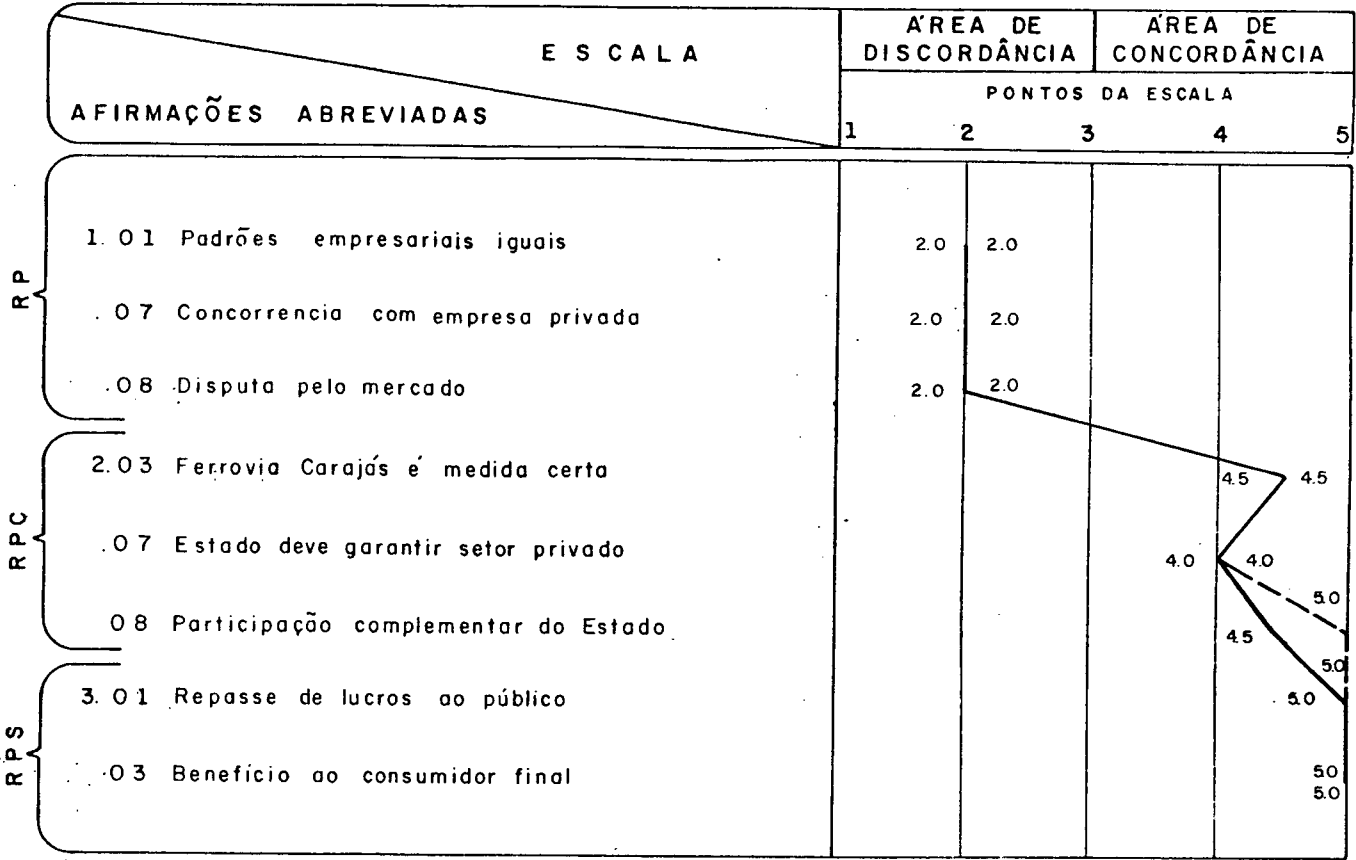 ESCALA
AFIRMAÇÕES ABREVIADAS
ÁREA DE DISCORDÂNCIA
ÁREA DE CONCORDÂNCIA
PONTOS DA ESCALA
1 2 3 4 5
RP
1.01 Padrões empresariais iguais 2.0 2.0
.07 Concorrencia com empresa privada 2.0 2.0
.08 Disputa pelo mercado 2.0 2.0
RPC
2.03 Ferrovia Carajás é medida certa 4.5 4.5
.07 Estado deve garantir setor privado 4.0 4.0
08 Participação complementar do Estado 4.5 5.0
RPS
3.01 Repasse de lucros ao público 5.0 5.0
.03 Benefício ao consumidor final 5.0
5.0